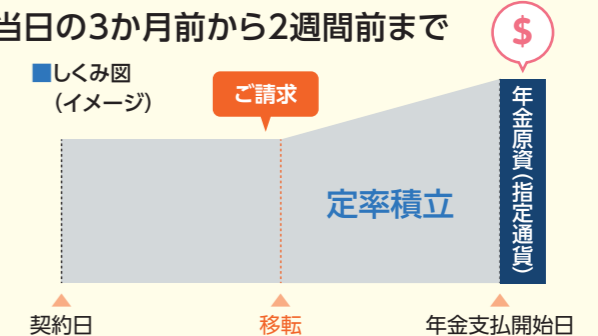 当日の3か月前から2週間前まで
$
■しくみ図
（イメージ）
ご請求
定率積立
年金原資（指定通貨）
契約日
移転
年金支払開始日